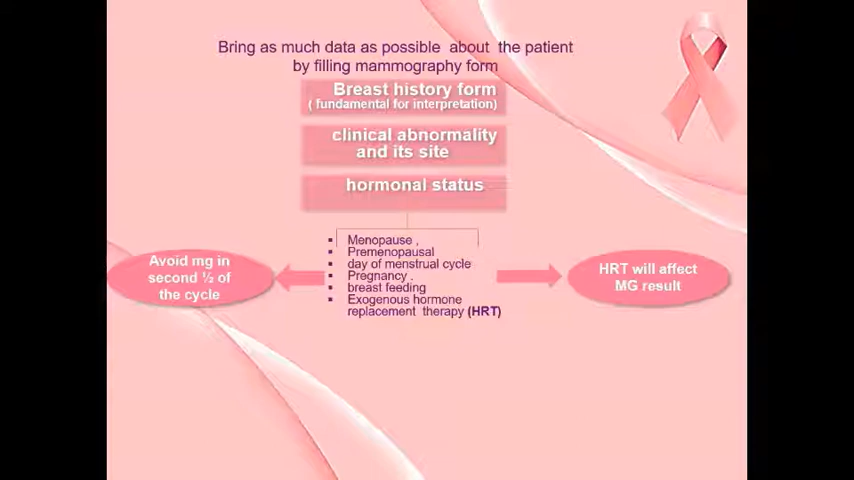 Bring as much data as possible about the patient
by filling mammography form
Breast history form
( fundamental for interpretation)
clinical abnormality
and its site
hormonal status
▪ Menopause ,
▪ Premenopausal
▪ day of menstrual cycle
▪ Pregnancy .
▪ breast feeding
▪ Exogenous hormone
replacement therapy (HRT)
Avoid mg in
second ½ of
the cycle
HRT will affect
MG result